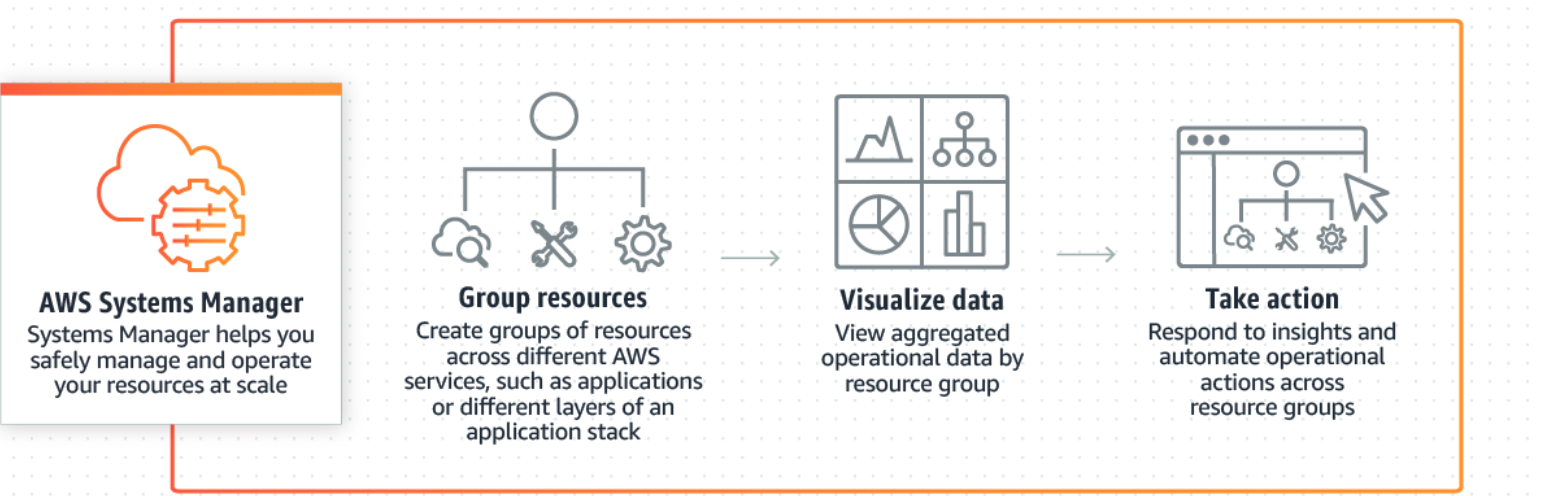 AWS Systems Manager
Systems Manager helps you
safely manage and operate
your resources at scale
Group resources
Create groups of resources
across different AWS
services, such as applications
or different layers of an
application stack
Visualize data
View aggregated
operational data by
resource group
Take action
Respond to insights and
automate operational
actions across
resource groups